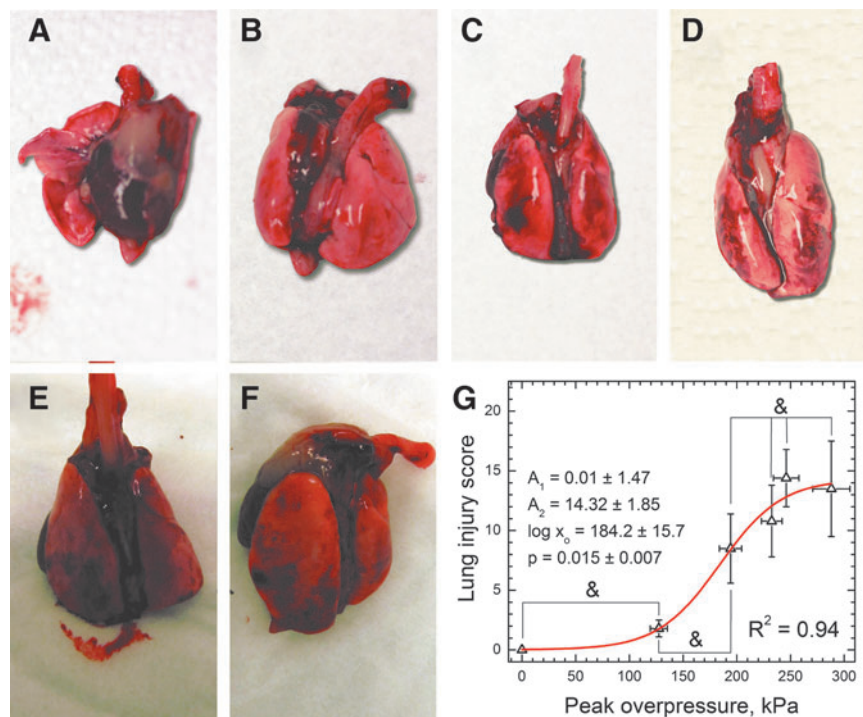 A
B
C
D
E
F
G
&
A₁ = 0.01 ± 1.47
A₂ = 14.32 ± 1.85
log xₒ = 184.2 ± 15.7
p = 0.015 ± 0.007
&
&
R² = 0.94
20
15
10
5
0
Lung injury score
0 50 100 150 200 250 300
Peak overpressure, kPa